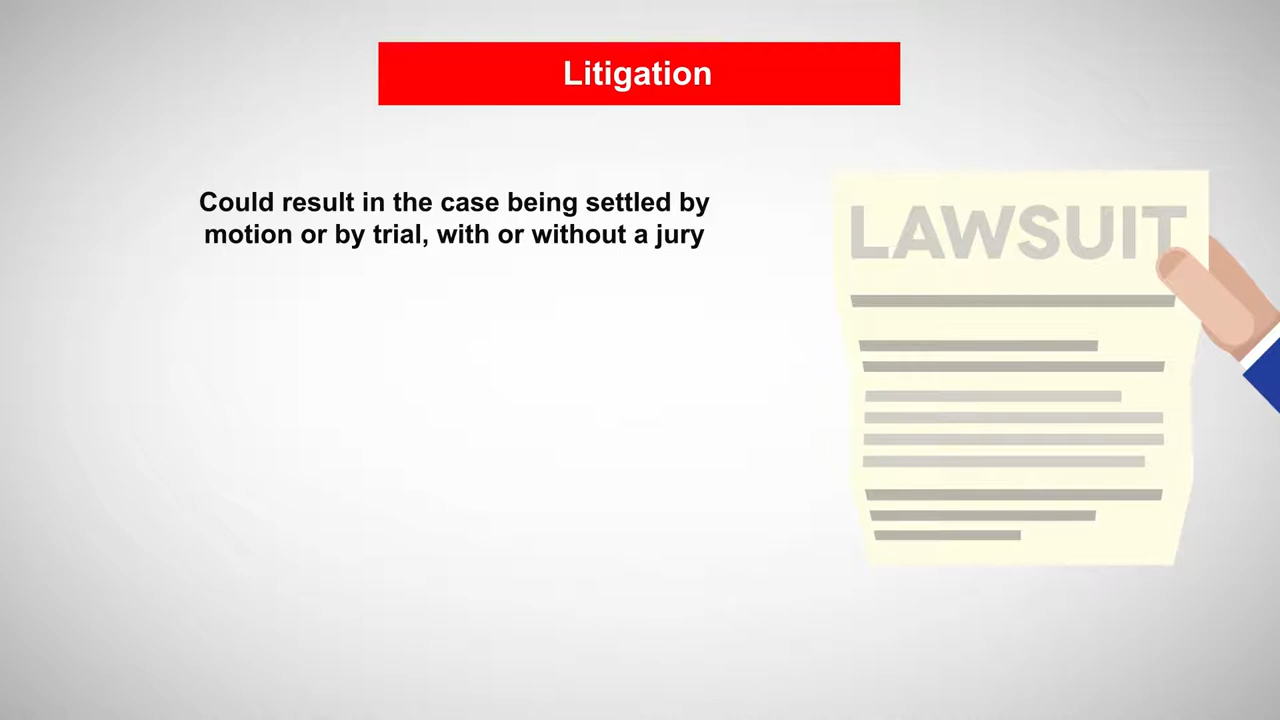 Litigation
Could result in the case being settled by
motion or by trial, with or without a jury
LAWSUIT